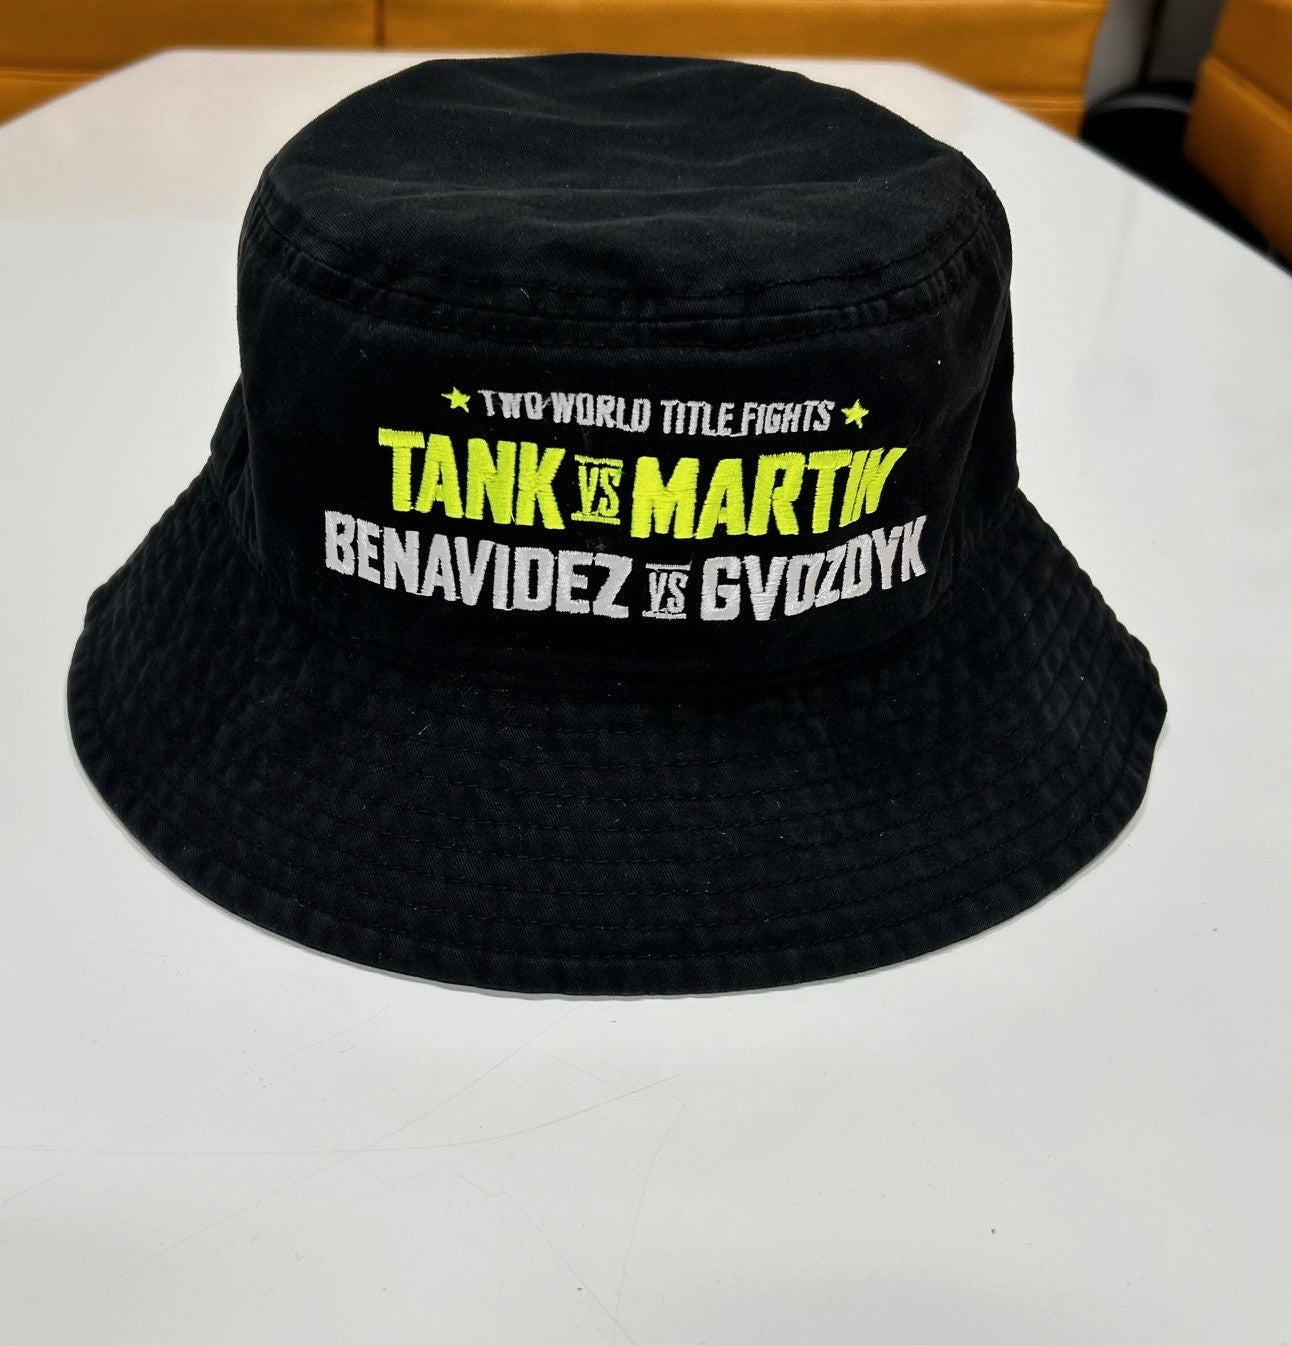 ★ TWO WORLD TITLE FIGHTS ★
TANK VS MARTIN
BENAVIDEZ VS GVOZDYK